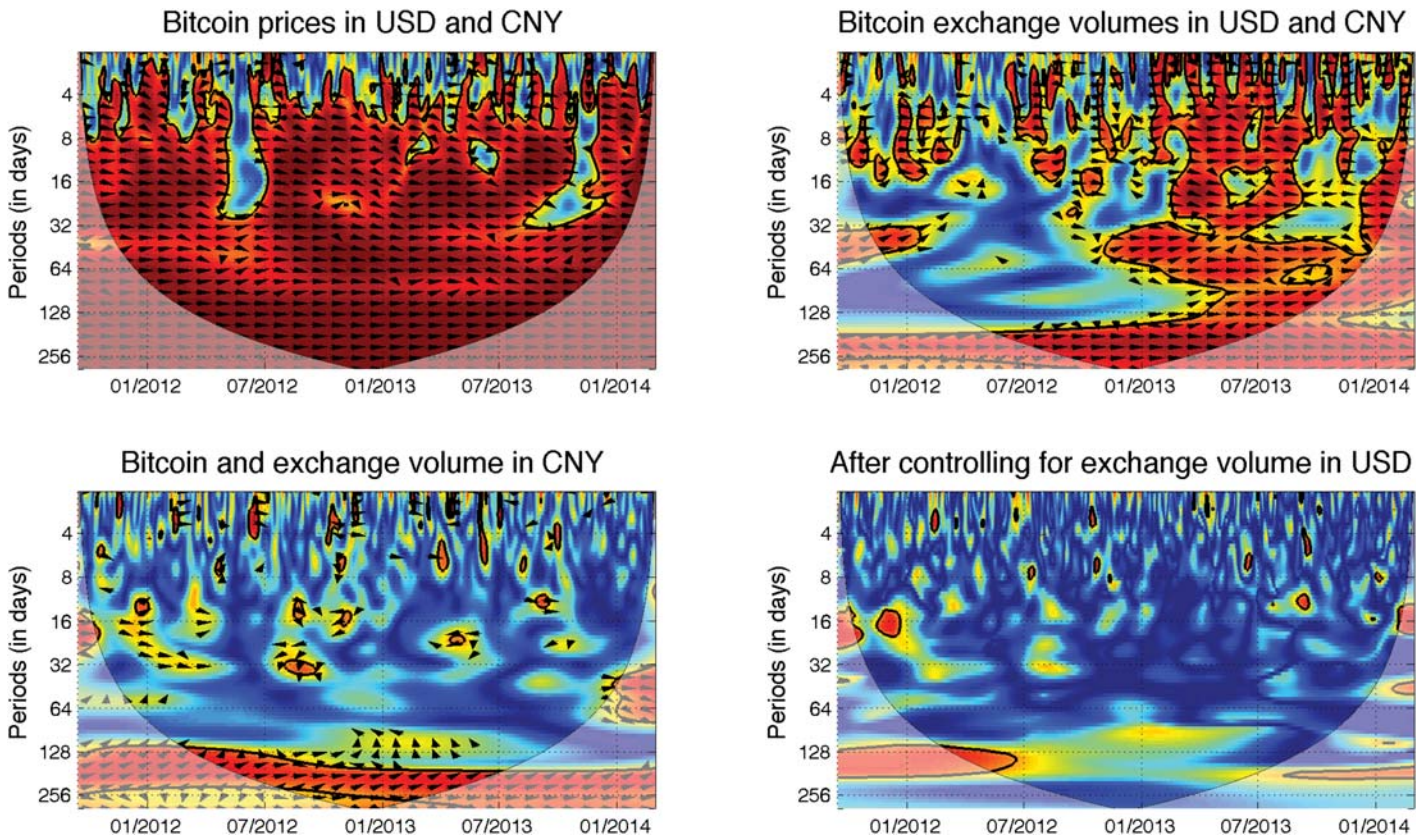 Bitcoin prices in USD and CNY
Periods (in days)
4
8
16
32
64
128
256
01/2012 07/2012 01/2013 07/2013 01/2014
Bitcoin exchange volumes in USD and CNY
Periods (in days)
4
8
16
32
64
128
256
01/2012 07/2012 01/2013 07/2013 01/2014
Bitcoin and exchange volume in CNY
Periods (in days)
4
8
16
32
64
128
256
01/2012 07/2012 01/2013 07/2013 01/2014
After controlling for exchange volume in USD
Periods (in days)
4
8
16
32
64
128
256
01/2012 07/2012 01/2013 07/2013 01/2014